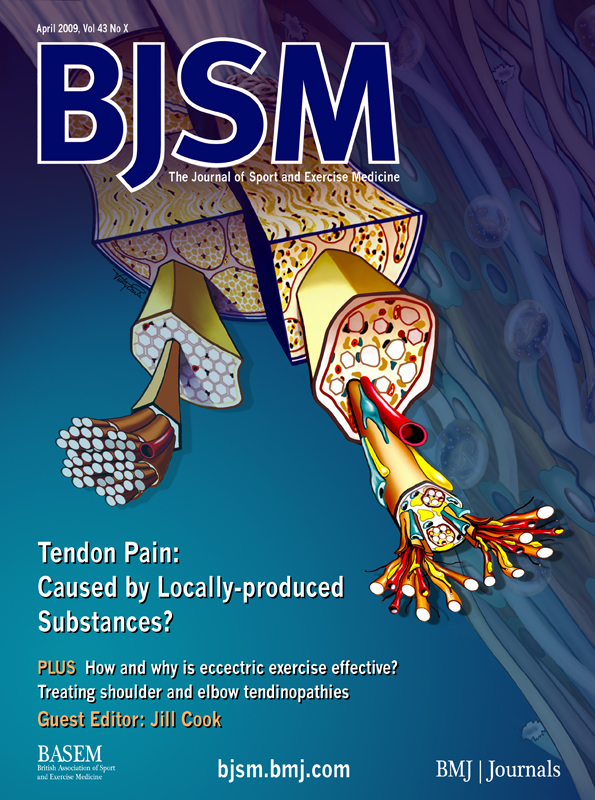 April 2009, Vol 43 No X
BJSM
The Journal of Sport and Exercise Medicine
Tendon Pain:
Caused by Locally-produced
Substances?
PLUS How and why is eccectric exercise effective?
Treating shoulder and elbow tendinopathies
Guest Editor: Jill Cook
BASEM
British Association of Sport
and Exercise Medicine
bjsm.bmj.com
BMJ | Journals